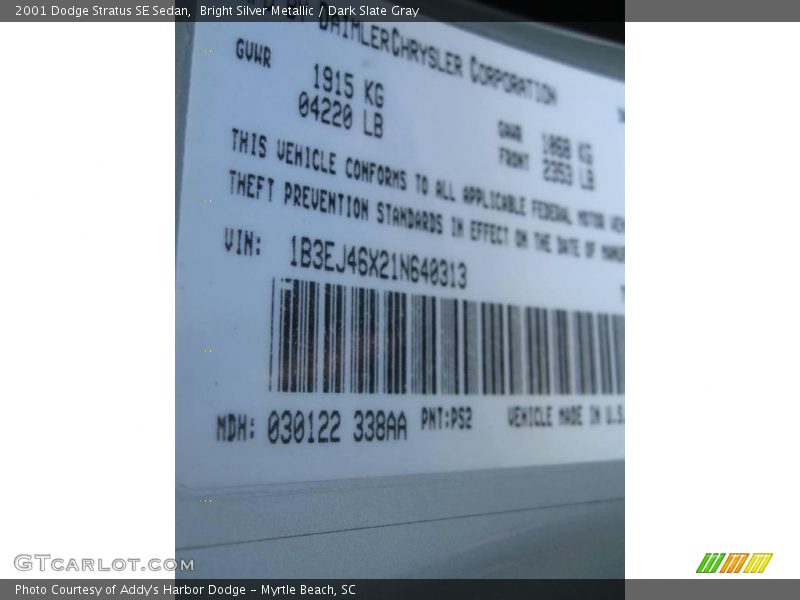 2001 Dodge Stratus SE Sedan, Bright Silver Metallic / Dark Slate Gray
BY DAIMLERCHRYSLER CORPORATION
GVWR
1915 KG
04220 LB
GAWR 1068 KG
FRONT 2353 LB
THIS VEHICLE CONFORMS TO ALL APPLICABLE FEDERAL MOTOR
THEFT PREVENTION STANDARDS IN EFFECT ON THE DATE OF
VIN: 1B3EJ46X21N640313
MDH: 030122 338AA PNT:PS2 VEHICLE MADE IN U.S.
GTCARLOT.COM™
Photo Courtesy of Addy's Harbor Dodge - Myrtle Beach, SC